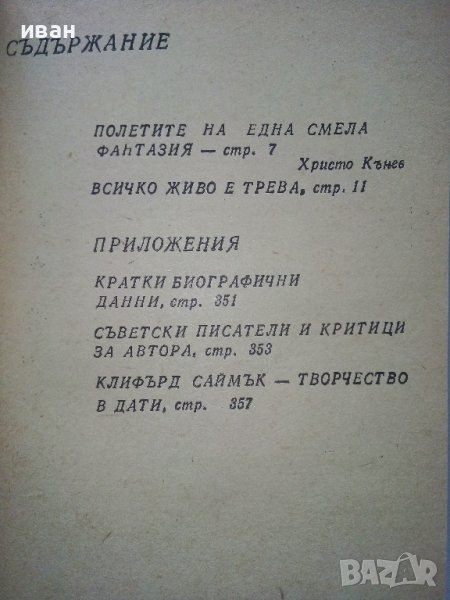 иван
СЪДЪРЖАНИЕ
ПОЛЕТИТЕ НА ЕДНА СМЕЛА
ФАНТАЗИЯ — стр. 7
Христо Кънев
ВСИЧКО ЖИВО Е ТРЕВА, стр. 11
ПРИЛОЖЕНИЯ
КРАТКИ БИОГРАФИЧНИ
ДАННИ, стр. 351
СЪВЕТСКИ ПИСАТЕЛИ И КРИТИЦИ
ЗА АВТОРА, стр. 353
КЛИФЪРД САЙМЪК — ТВОРЧЕСТВО
В ДАТИ, стр. 357
BAZAR